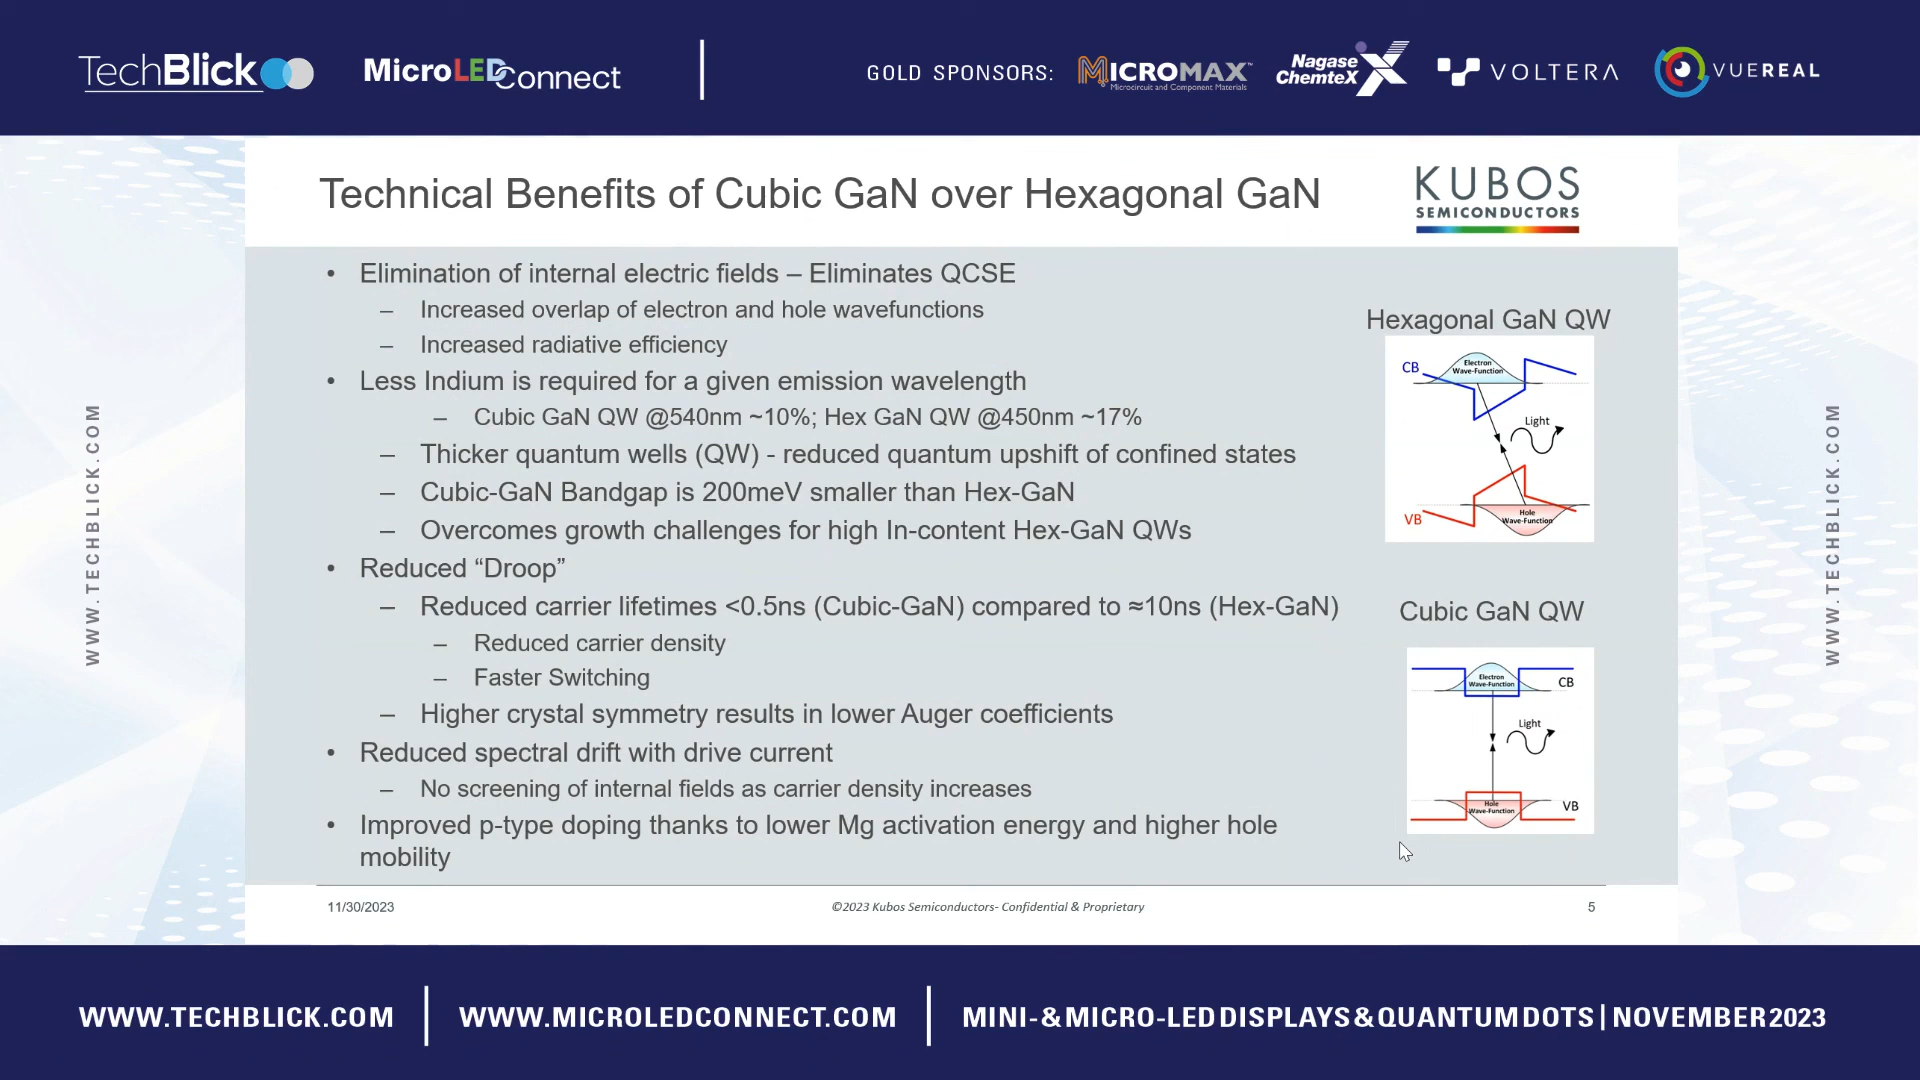 TechBlick
MicroLEDConnect
GOLD SPONSORS:
MICROMAX™
Microcircuit and Component Materials
Nagase
ChemteX
VOLTERA
VUEREAL
Technical Benefits of Cubic GaN over Hexagonal GaN
KUBOS
SEMICONDUCTORS
• Elimination of internal electric fields – Eliminates QCSE
– Increased overlap of electron and hole wavefunctions
– Increased radiative efficiency
• Less Indium is required for a given emission wavelength
– Cubic GaN QW @540nm ~10%; Hex GaN QW @450nm ~17%
– Thicker quantum wells (QW) - reduced quantum upshift of confined states
– Cubic-GaN Bandgap is 200meV smaller than Hex-GaN
– Overcomes growth challenges for high In-content Hex-GaN QWs
• Reduced “Droop”
– Reduced carrier lifetimes <0.5ns (Cubic-GaN) compared to ≈10ns (Hex-GaN)
– Reduced carrier density
– Faster Switching
– Higher crystal symmetry results in lower Auger coefficients
• Reduced spectral drift with drive current
– No screening of internal fields as carrier density increases
• Improved p-type doping thanks to lower Mg activation energy and higher hole
mobility
Hexagonal GaN QW
CB
Electron
Wave-Function
Light
VB
Hole
Wave-Function
Cubic GaN QW
Electron
Wave-Function
CB
Light
Hole
Wave-Function
VB
WWW.TECHBLICK.COM
WWW.TECHBLICK.COM
11/30/2023
©2023 Kubos Semiconductors- Confidential & Proprietary
5
WWW.TECHBLICK.COM
WWW.MICROLEDCONNECT.COM
MINI- & MICRO-LED DISPLAYS & QUANTUM DOTS | NOVEMBER 2023